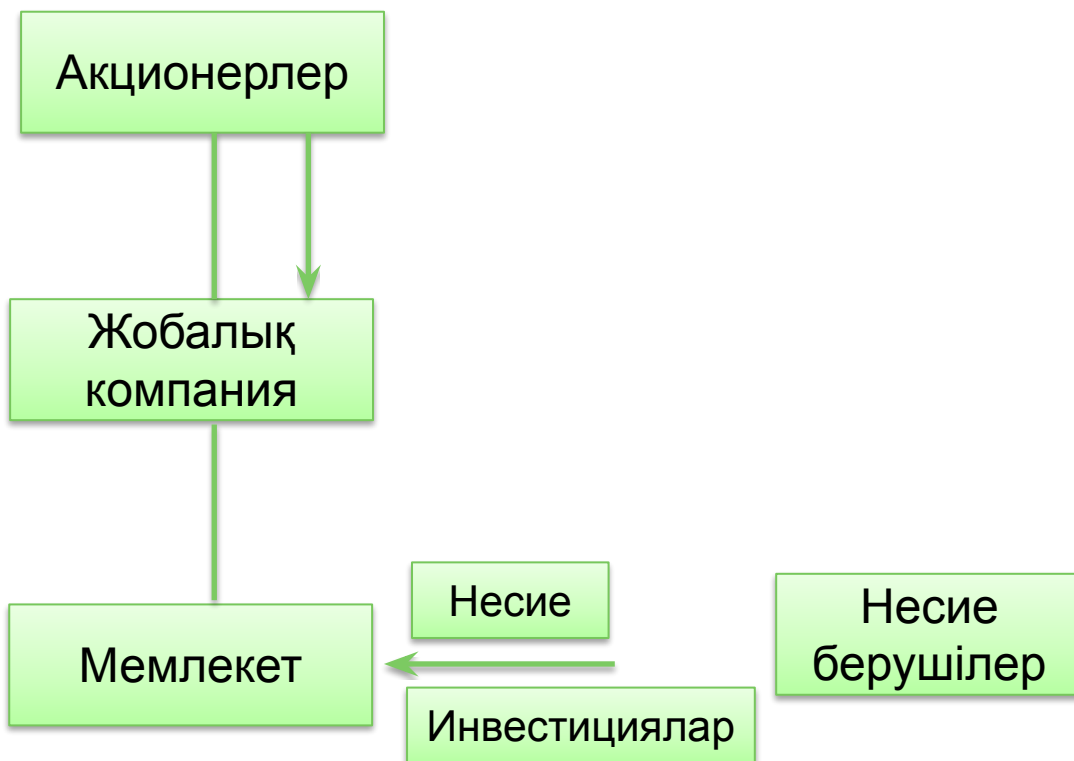 Акционерлер
Жобалық
компания
Несие
Мемлекет
Несие
берушілер
Инвестициялар